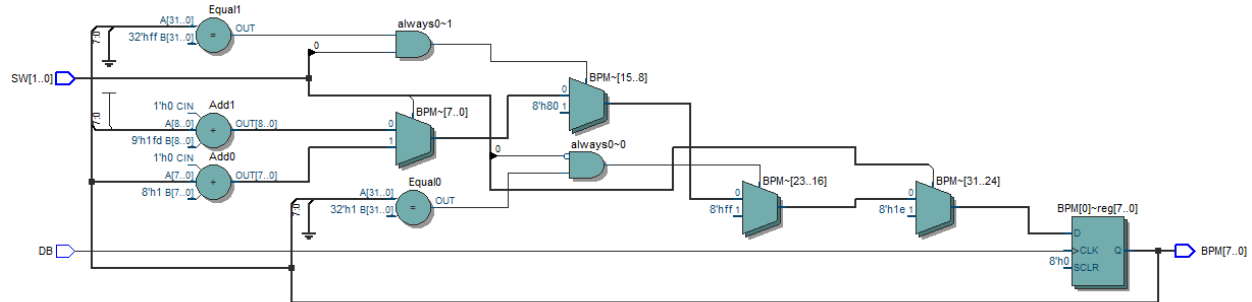 Equal1
A[31..0]
OUT
32'hff B[31..0]
=
7:0
always0~1
0
SW[1..0]
BPM~[15..8]
0
8'h80 1
7:0
1'h0 CIN
Add1
A[8..0]
OUT[8..0]
+
9'h1fd B[8..0]
BPM~[7..0]
0
1
1'h0 CIN
Add0
A[7..0]
OUT[7..0]
+
8'h1 B[7..0]
always0~0
0
Equal0
A[31..0]
OUT
32'h1 B[31..0]
=
7:0
BPM~[23..16]
0
8'hff 1
BPM~[31..24]
0
8'h1e 1
BPM[0]~reg[7..0]
D
DB
>CLK
Q
BPM[7..0]
8'h0
SCLR